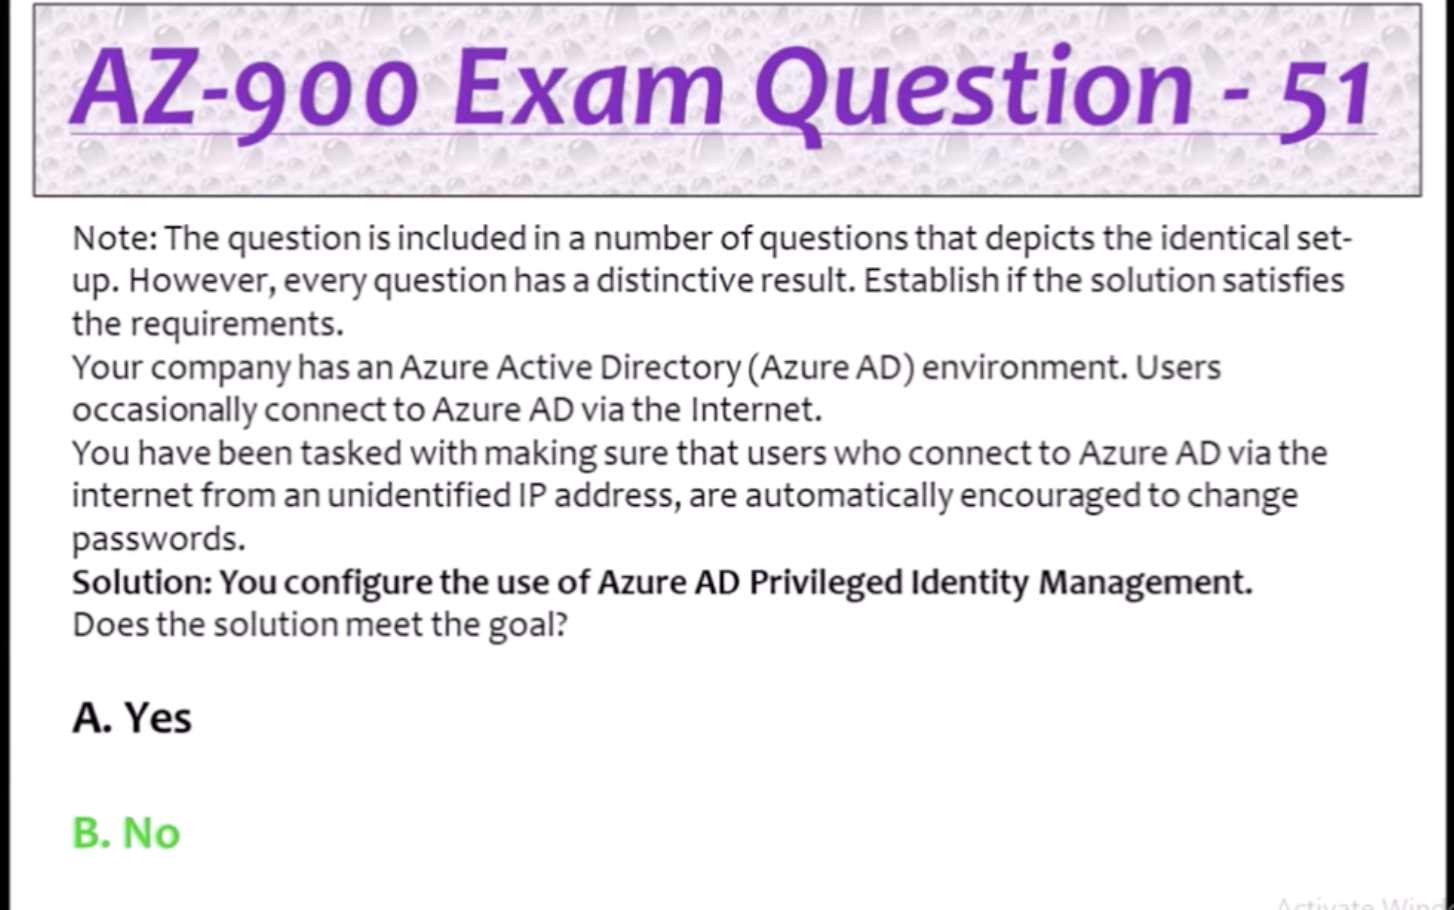 AZ-900 Exam Question - 51
Note: The question is included in a number of questions that depicts the identical set-
up. However, every question has a distinctive result. Establish if the solution satisfies
the requirements.
Your company has an Azure Active Directory (Azure AD) environment. Users
occasionally connect to Azure AD via the Internet.
You have been tasked with making sure that users who connect to Azure AD via the
internet from an unidentified IP address, are automatically encouraged to change
passwords.
Solution: You configure the use of Azure AD Privileged Identity Management.
Does the solution meet the goal?
A. Yes
B. No
Activate